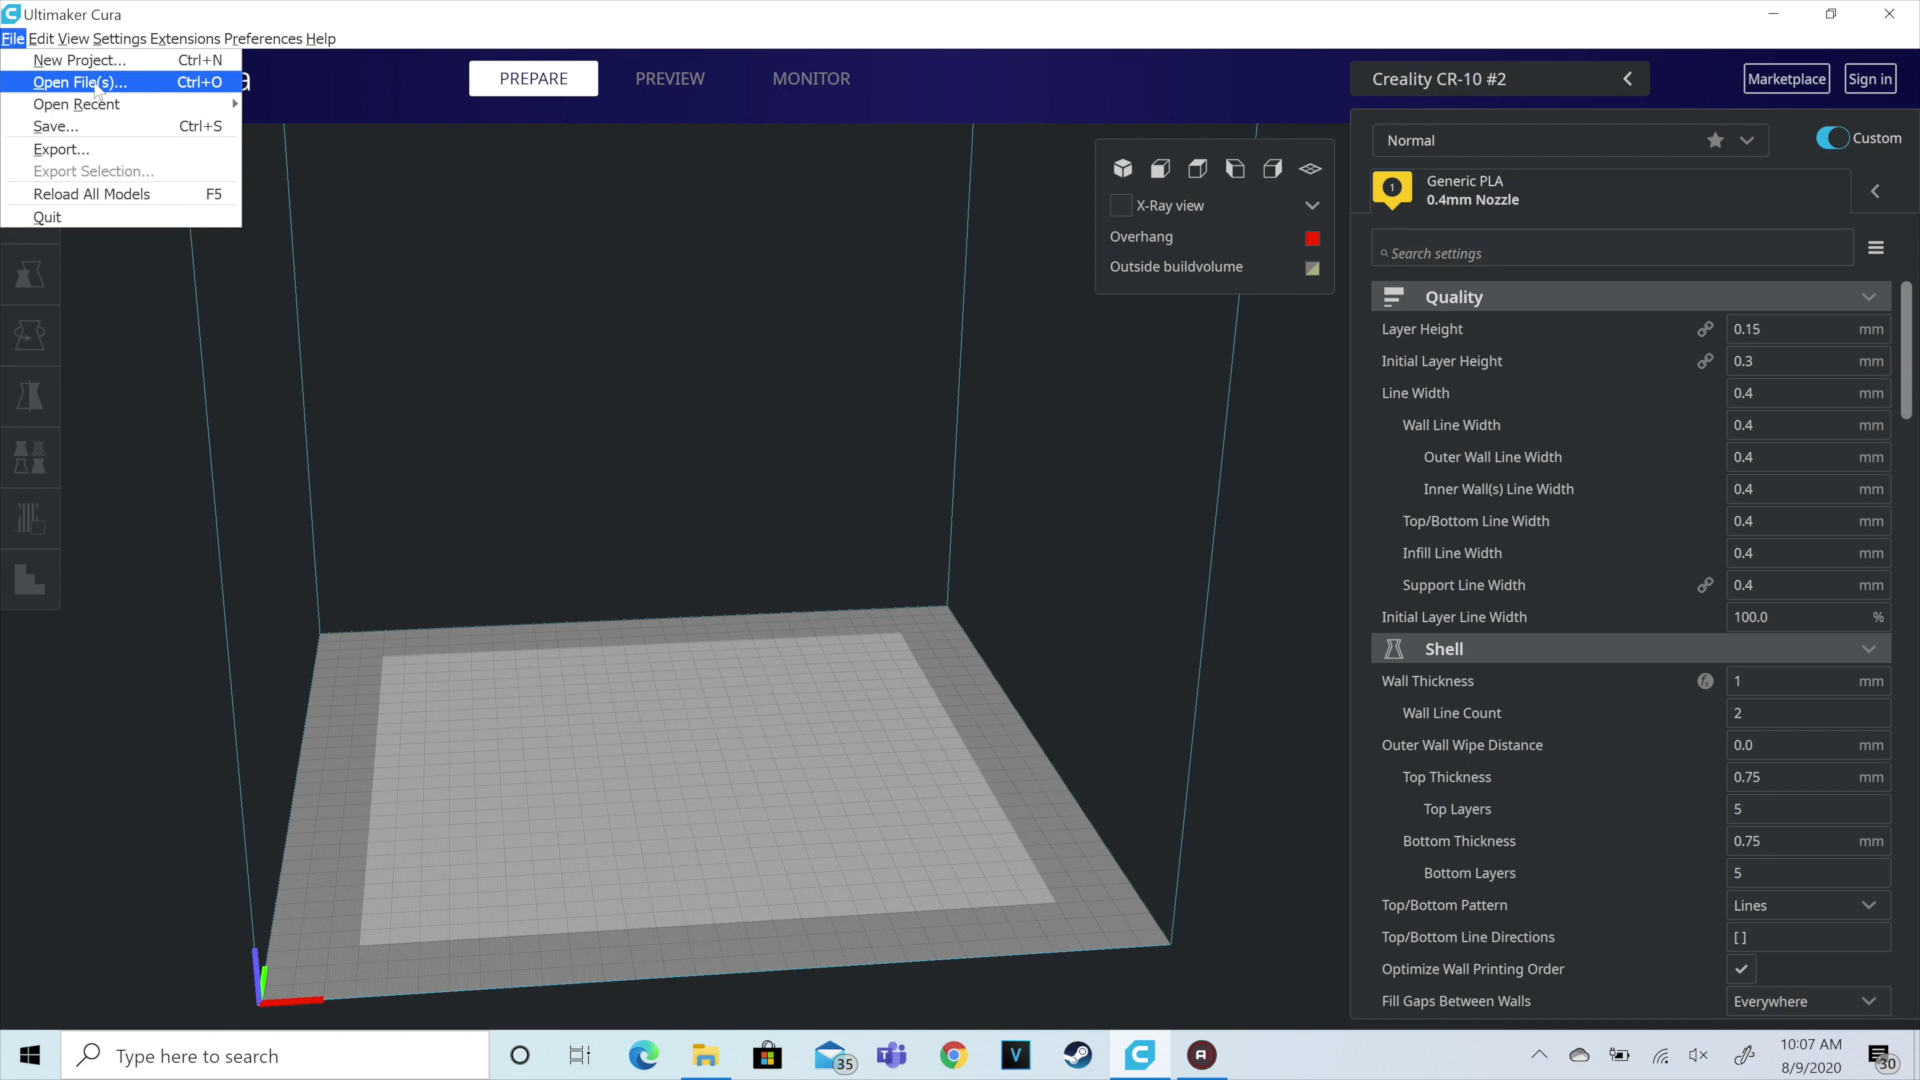 Ultimaker Cura
File Edit View Settings Extensions Preferences Help
New Project... Ctrl+N
Open File(s)... Ctrl+O
Open Recent
Save... Ctrl+S
Export...
Export Selection...
Reload All Models F5
Quit
a
PREPARE PREVIEW MONITOR
Creality CR-10 #2
Marketplace
Sign in
X-Ray view
Overhang
Outside buildvolume
Normal
Custom
1
Generic PLA
0.4mm Nozzle
Search settings
Quality
Layer Height 0.15 mm
Initial Layer Height 0.3 mm
Line Width 0.4 mm
Wall Line Width 0.4 mm
Outer Wall Line Width 0.4 mm
Inner Wall(s) Line Width 0.4 mm
Top/Bottom Line Width 0.4 mm
Infill Line Width 0.4 mm
Support Line Width 0.4 mm
Initial Layer Line Width 100.0 %
Shell
Wall Thickness 1 mm
Wall Line Count 2
Outer Wall Wipe Distance 0.0 mm
Top Thickness 0.75 mm
Top Layers 5
Bottom Thickness 0.75 mm
Bottom Layers 5
Top/Bottom Pattern Lines
Top/Bottom Line Directions [ ]
Optimize Wall Printing Order
Fill Gaps Between Walls Everywhere
Type here to search
35
V
A
10:07 AM
8/9/2020
30